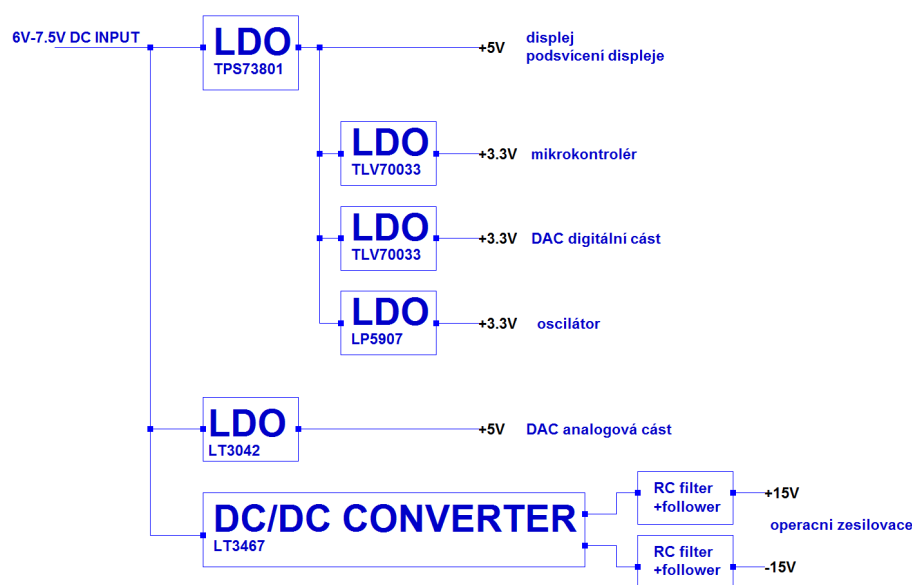 6V-7.5V DC INPUT
LDO
TPS73801
+5V
displej
podsvícení displeje
LDO
TLV70033
+3.3V
mikrokontrolér
LDO
TLV70033
+3.3V
DAC digitální cást
LDO
LP5907
+3.3V
oscilátor
LDO
LT3042
+5V
DAC analogová cást
DC/DC CONVERTER
LT3467
RC filter
+follower
+15V
operacni zesilovace
RC filter
+follower
-15V